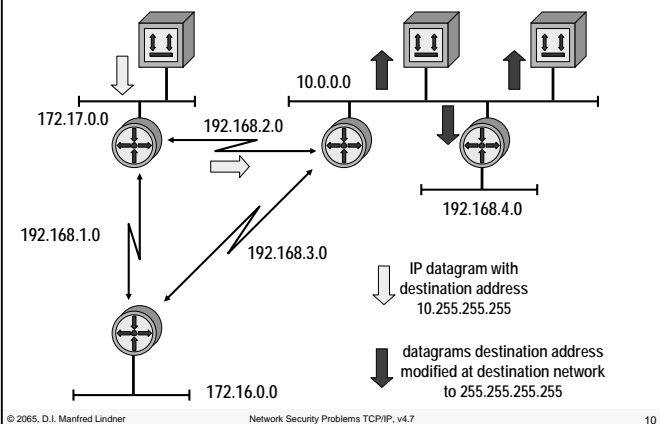 10.0.0.0
172.17.0.0
192.168.2.0
192.168.4.0
192.168.1.0
192.168.3.0
IP datagram with
destination address
10.255.255.255
datagrams destination address
modified at destination network
to 255.255.255.255
172.16.0.0
© 2065, D.I. Manfred Lindner
Network Security Problems TCP/IP, v4.7
10